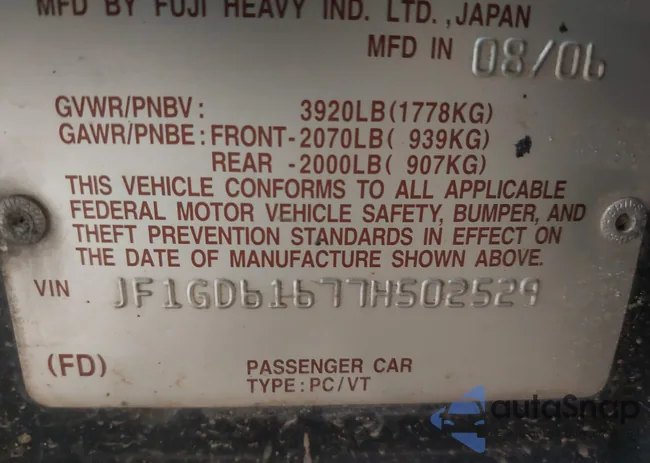 MFD BY FUJI HEAVY IND. LTD., JAPAN
MFD IN 08/06
GVWR/PNBV: 3920LB(1778KG)
GAWR/PNBE: FRONT-2070LB( 939KG)
REAR -2000LB( 907KG)
THIS VEHICLE CONFORMS TO ALL APPLICABLE
FEDERAL MOTOR VEHICLE SAFETY, BUMPER, AND
THEFT PREVENTION STANDARDS IN EFFECT ON
THE DATE OF MANUFACTURE SHOWN ABOVE.
VIN JF1GD61677H502529
(FD) PASSENGER CAR
TYPE: PC/VT
autoSnap